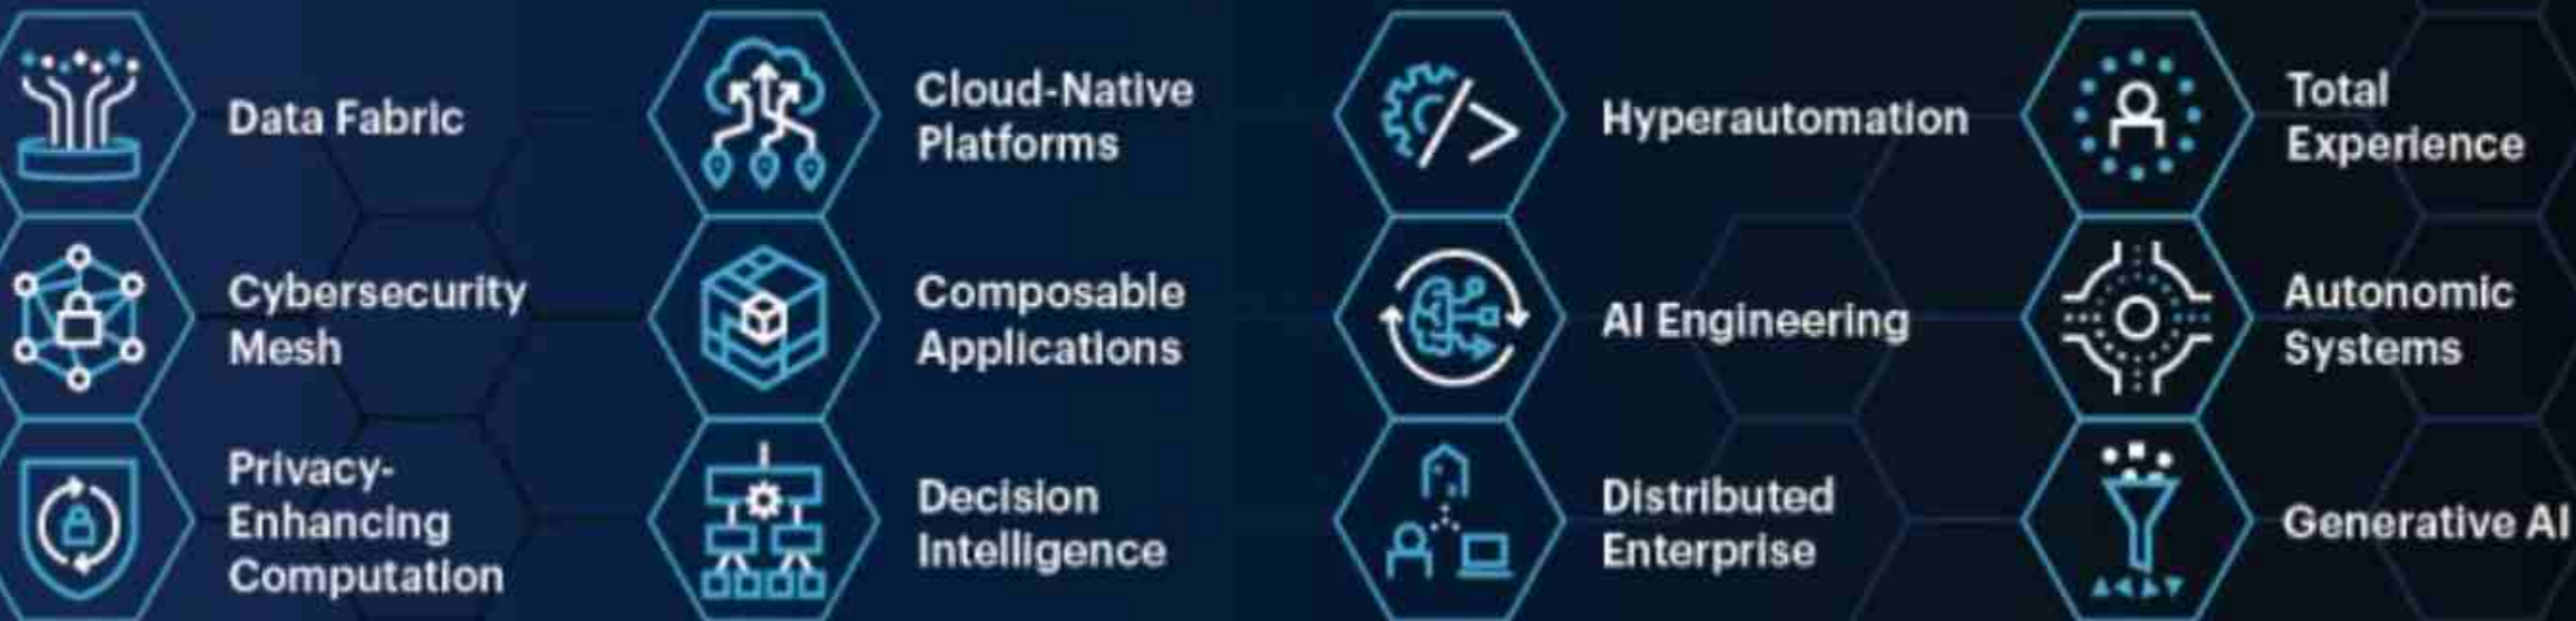 Data Fabric
Cloud-Native
Platforms
Hyperautomation
Total
Experience
Cybersecurity
Mesh
Composable
Applications
AI Engineering
Autonomic
Systems
Privacy-
Enhancing
Computation
Decision
Intelligence
Distributed
Enterprise
Generative AI